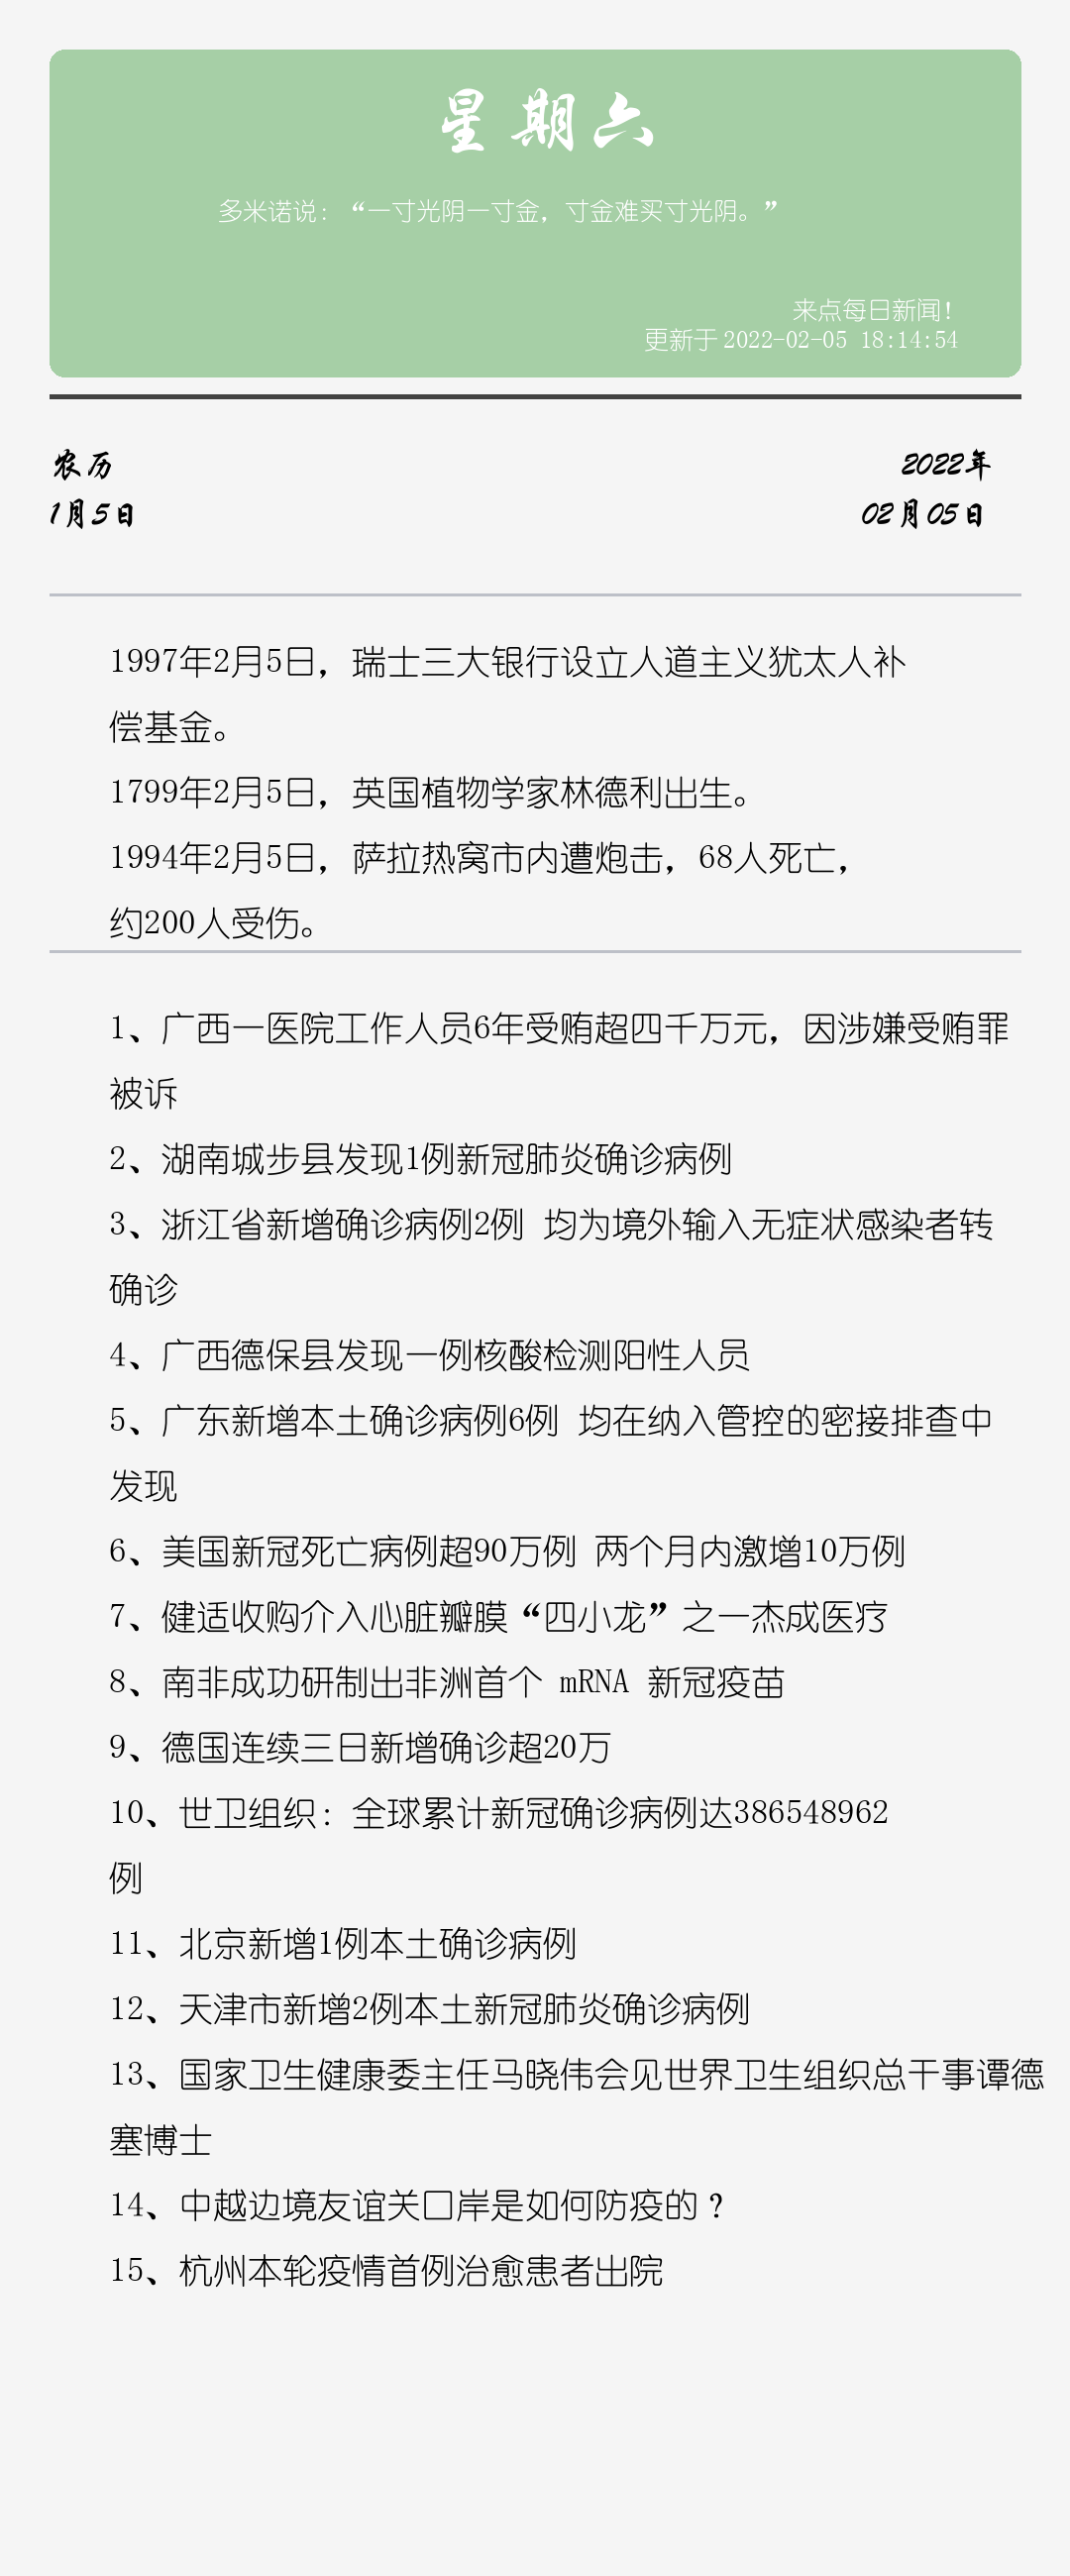 星期六
多米诺说：“一寸光阴一寸金，寸金难买寸光阴。”
来点每日新闻！
更新于 2022-02-05 18:14:54
农历
2022年
1月5日
02月05日
1997年2月5日，瑞士三大银行设立人道主义犹太人补
偿基金。
1799年2月5日，英国植物学家林德利出生。
1994年2月5日，萨拉热窝市内遭炮击，68人死亡，
约200人受伤。
1、广西一医院工作人员6年受贿超四千万元，因涉嫌受贿罪
被诉
2、湖南城步县发现1例新冠肺炎确诊病例
3、浙江省新增确诊病例2例 均为境外输入无症状感染者转
确诊
4、广西德保县发现一例核酸检测阳性人员
5、广东新增本土确诊病例6例 均在纳入管控的密接排查中
发现
6、美国新冠死亡病例超90万例 两个月内激增10万例
7、健适收购介入心脏瓣膜“四小龙”之一杰成医疗
8、南非成功研制出非洲首个 mRNA 新冠疫苗
9、德国连续三日新增确诊超20万
10、世卫组织：全球累计新冠确诊病例达386548962
例
11、北京新增1例本土确诊病例
12、天津市新增2例本土新冠肺炎确诊病例
13、国家卫生健康委主任马晓伟会见世界卫生组织总干事谭德
塞博士
14、中越边境友谊关口岸是如何防疫的？
15、杭州本轮疫情首例治愈患者出院